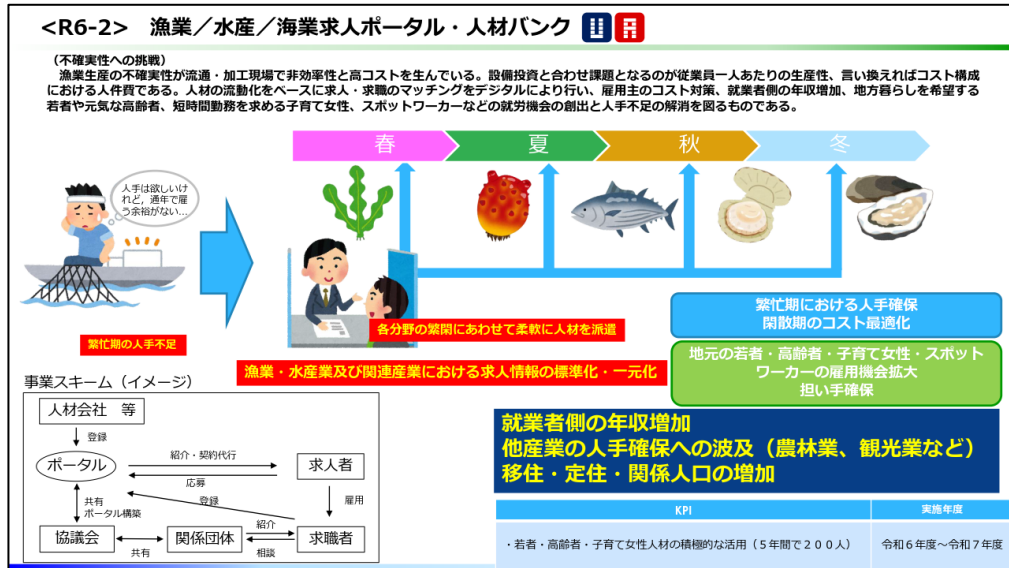 <R6-2> 漁業／水産／海業求人ポータル・人材バンク
（不確実性への挑戦）
漁業生産の不確実性が流通・加工現場で非効率性と高コストを生んでいる。設備投資と合わせ課題となるのが従業員一人あたりの生産性、言い換えればコスト構成
における人件費である。人材の流動化をベースに求人・求職のマッチングをデジタルにより行い、雇用主のコスト対策、就業者側の年収増加、地方暮らしを希望する
若者や元気な高齢者、短時間勤務を求める子育て女性、スポットワーカーなどの就労機会の創出と人手不足の解消を図るものである。
春 夏 秋 冬
人手は欲しいけ
れど，通年で雇
う余裕がない…
繁忙期の人手不足
各分野の繁閑にあわせて柔軟に人材を派遣
漁業・水産業及び関連産業における求人情報の標準化・一元化
繁忙期における人手確保
閑散期のコスト最適化
地元の若者・高齢者・子育て女性・スポット
ワーカーの雇用機会拡大
担い手確保
就業者側の年収増加
他産業の人手確保への波及（農林業、観光業など）
移住・定住・関係人口の増加
事業スキーム（イメージ）
人材会社 等
登録
ポータル
紹介・契約代行
求人者
応募
登録
共有
ポータル構築
雇用
協議会
共有
関係団体
紹介
相談
求職者
KPI 実施年度
・若者・高齢者・子育て女性人材の積極的な活用（５年間で２００人） 令和６年度～令和７年度